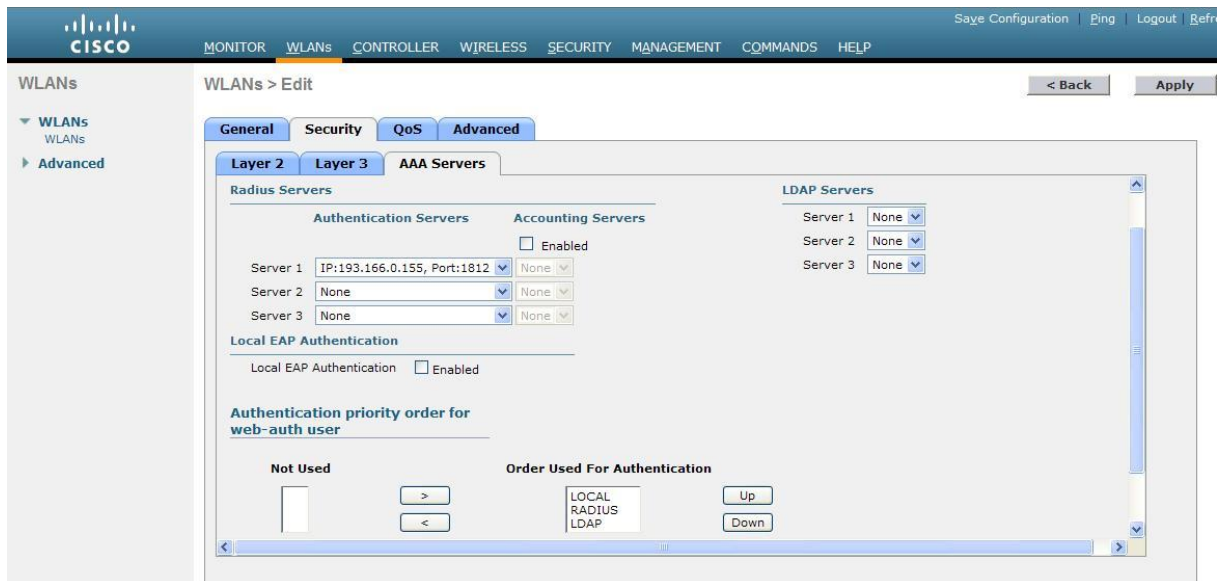 Save Configuration Ping Logout Refr
CISCO
MONITOR WLANs CONTROLLER WIRELESS SECURITY MANAGEMENT COMMANDS HELP
WLANs
WLANs > Edit
< Back
Apply
WLANs
WLANs
Advanced
General Security QoS Advanced
Layer 2 Layer 3 AAA Servers
Radius Servers
LDAP Servers
Authentication Servers Accounting Servers
Server 1 None
Enabled
Server 2 None
Server 1 IP:193.166.0.155, Port:1812 None
Server 3 None
Server 2 None None
Server 3 None None
Local EAP Authentication
Local EAP Authentication Enabled
Authentication priority order for
web-auth user
Not Used
Order Used For Authentication
>
<
LOCAL
RADIUS
LDAP
Up
Down